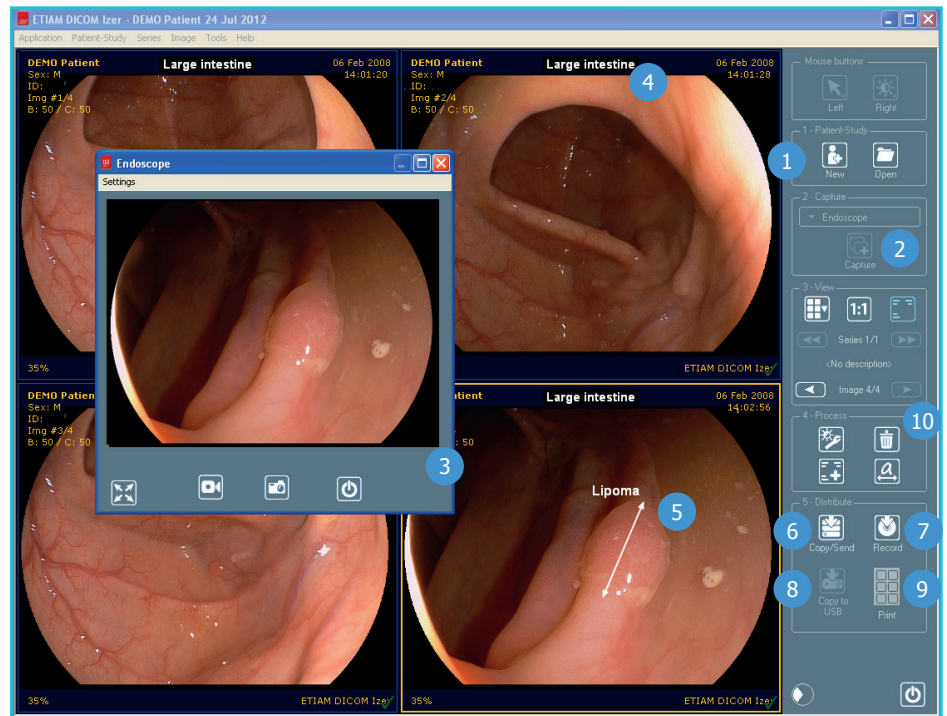 ETIAM DICOM Izer - DEMO Patient 24 Jul 2012
Application Patient-Study Series Image Tools Help
DEMO Patient
Sex: M
ID:
Img #1/4
B: 50 / C: 50
Large intestine
06 Feb 2008
14:01:20
35%
DEMO Patient
Sex: M
ID:
Img #2/4
B: 50 / C: 50
Large intestine
06 Feb 2008
14:01:28
4
ETIAM DICOM Izer
Endoscope
Settings
3
DEMO Patien
Sex: M
ID:
Img #3/4
B: 50 / C: 50
35%
ETIAM DICOM Izer
atient
: 50
Large intestine
06 Feb 2008
14:02:56
Lipoma
5
35%
ETIAM DICOM Izer
Mouse buttons
Left Right
1 - Patient-Study
1
New Open
2 - Capture
Endoscope
2
Capture
3 - View
1:1
Series 1/1
<No description>
Image 4/4
4 - Process
10
a
5 - Distribute
6 7
Copy/Send Record
8 9
Copy to
USB
Print